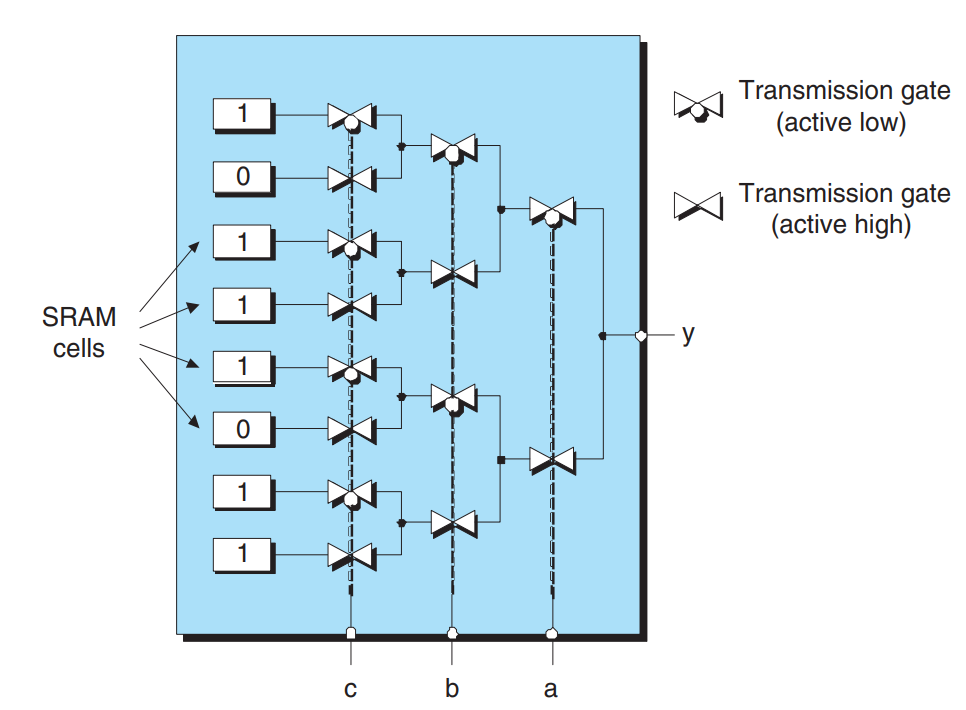 1
0
1
1
1
0
1
1
SRAM
cells
c
b
a
y
Transmission gate
(active low)
Transmission gate
(active high)